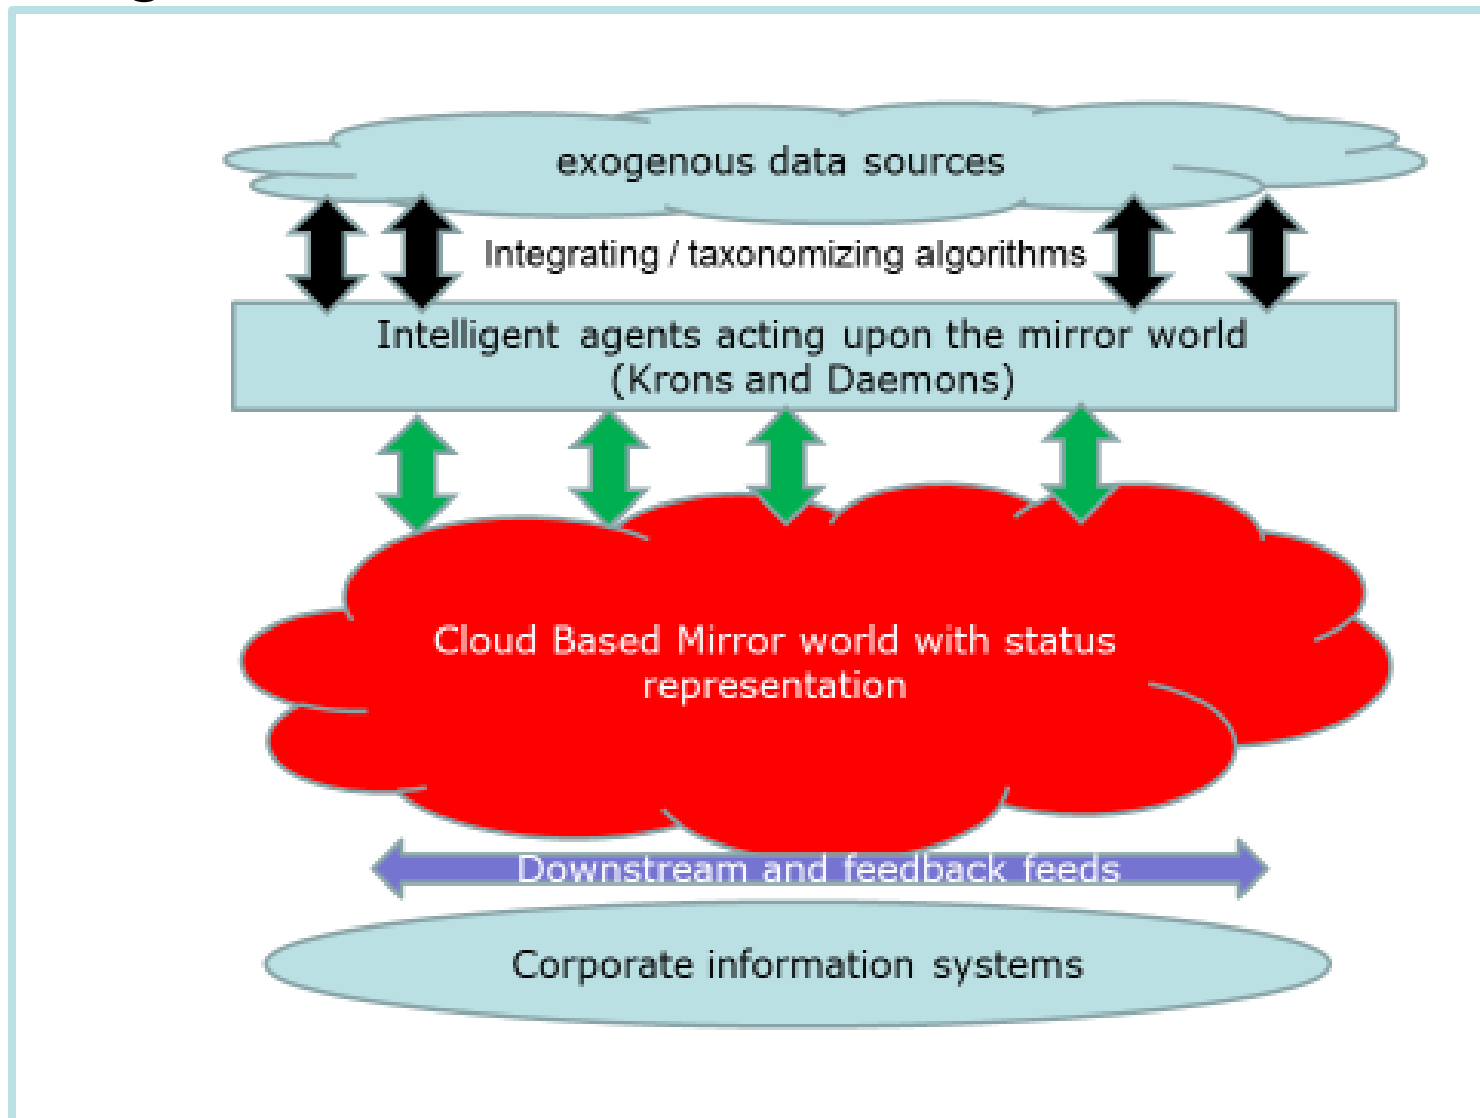 exogenous data sources
Integrating / taxonomizing algorithms
Intelligent agents acting upon the mirror world
(Krons and Daemons)
Cloud Based Mirror world with status
representation
Downstream and feedback feeds
Corporate information systems